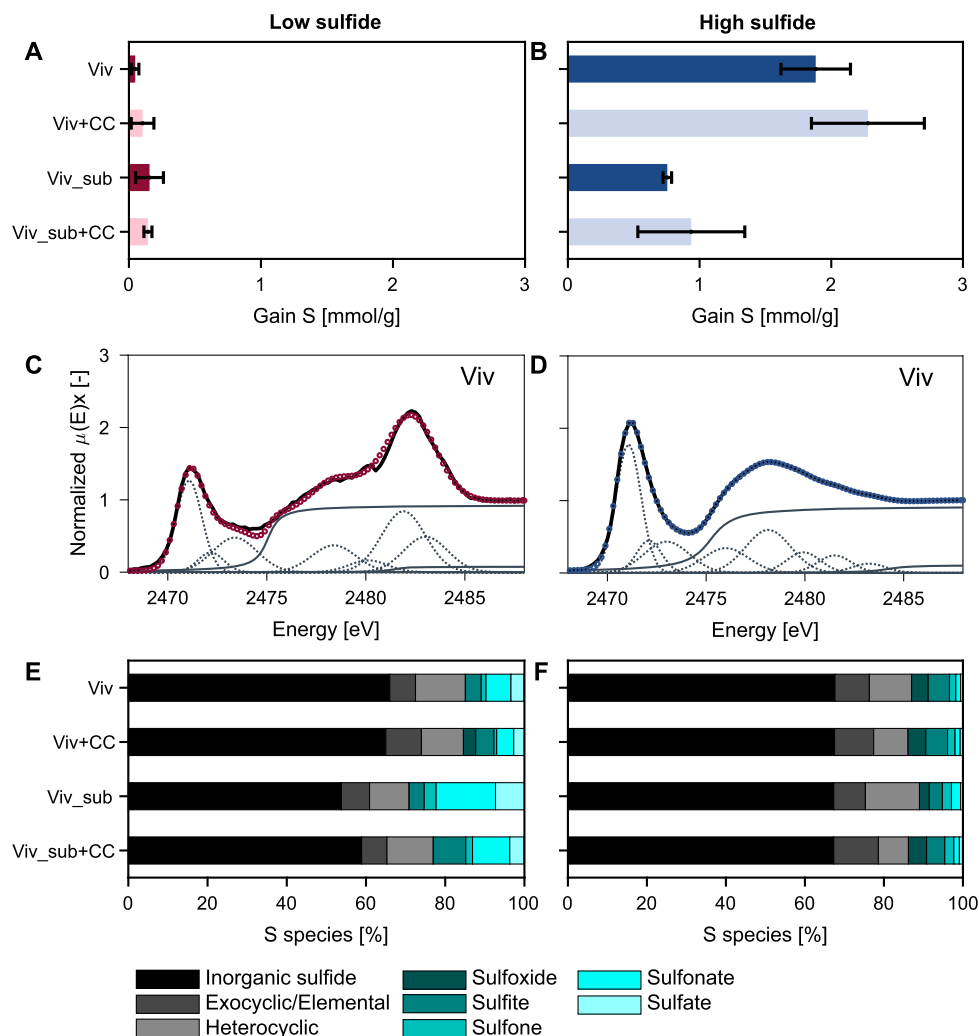 Low sulfide
High sulfide
A
B
Viv
Viv+CC
Viv_sub
Viv_sub+CC
0
1
2
3
0
1
2
3
Gain S [mmol/g]
Gain S [mmol/g]
C
D
Viv
Viv
Normalized μ(E)x [-]
3
2
1
0
2470
2475
2480
2485
2470
2475
2480
2485
Energy [eV]
Energy [eV]
E
F
Viv
Viv+CC
Viv_sub
Viv_sub+CC
0
20
40
60
80
100
0
20
40
60
80
100
S species [%]
S species [%]
Inorganic sulfide
Exocyclic/Elemental
Heterocyclic
Sulfoxide
Sulfite
Sulfone
Sulfonate
Sulfate